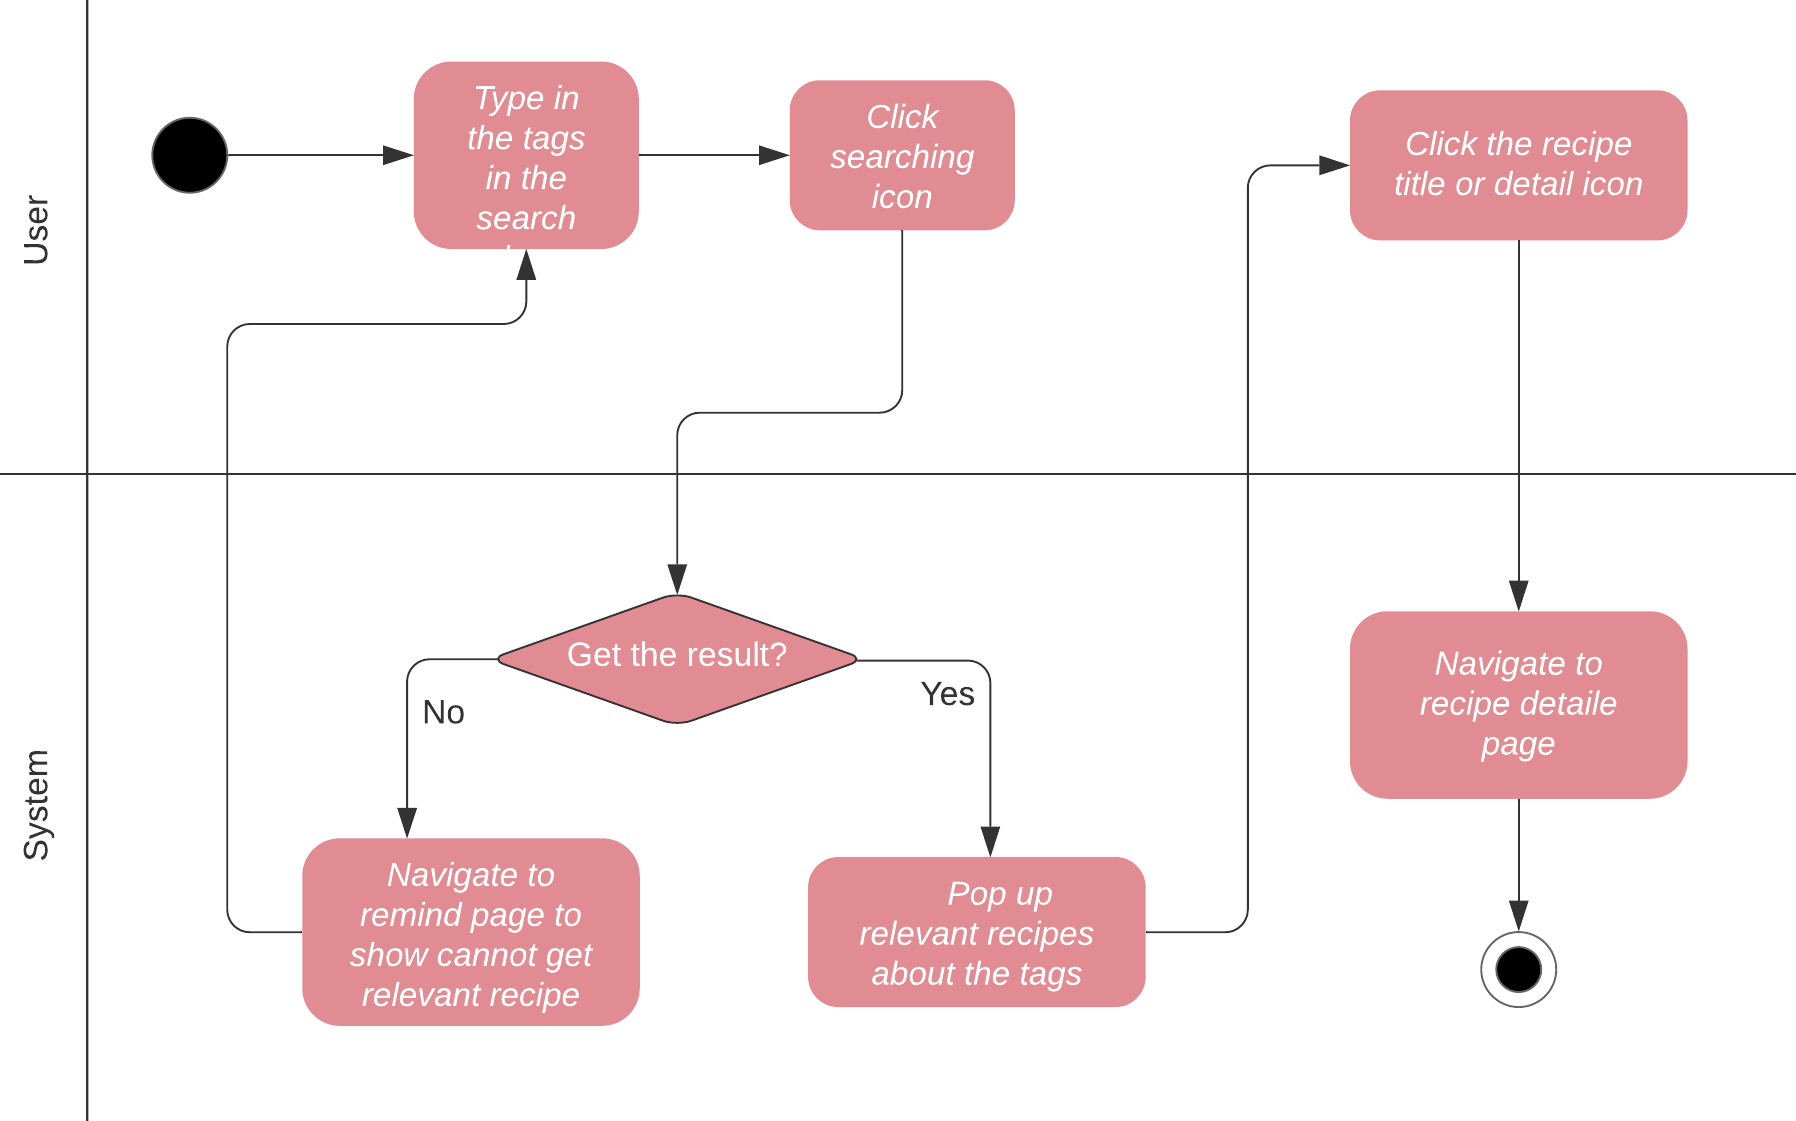 User
Type in
the tags
in the
search
Click
searching
icon
Click the recipe
title or detail icon
System
Get the result?
No
Yes
Navigate to
remind page to
show cannot get
relevant recipe
Pop up
relevant recipes
about the tags
Navigate to
recipe detaile
page